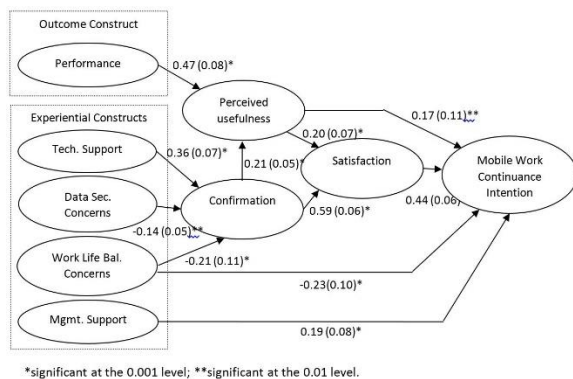 Outcome Construct
Performance
0.47 (0.08)*
Experiential Constructs
Perceived
usefulness
0.17 (0.11)**
Tech. Support
0.36 (0.07)*
0.20 (0.07)*
0.21 (0.05)*
Satisfaction
Mobile Work
Continuance
Intention
Data Sec.
Concerns
Confirmation
0.59 (0.06)*
0.44 (0.06)
-0.14 (0.05)**
Work Life Bal.
Concerns
-0.21 (0.11)*
-0.23(0.10)*
Mgmt. Support
0.19 (0.08)*
*significant at the 0.001 level; **significant at the 0.01 level.